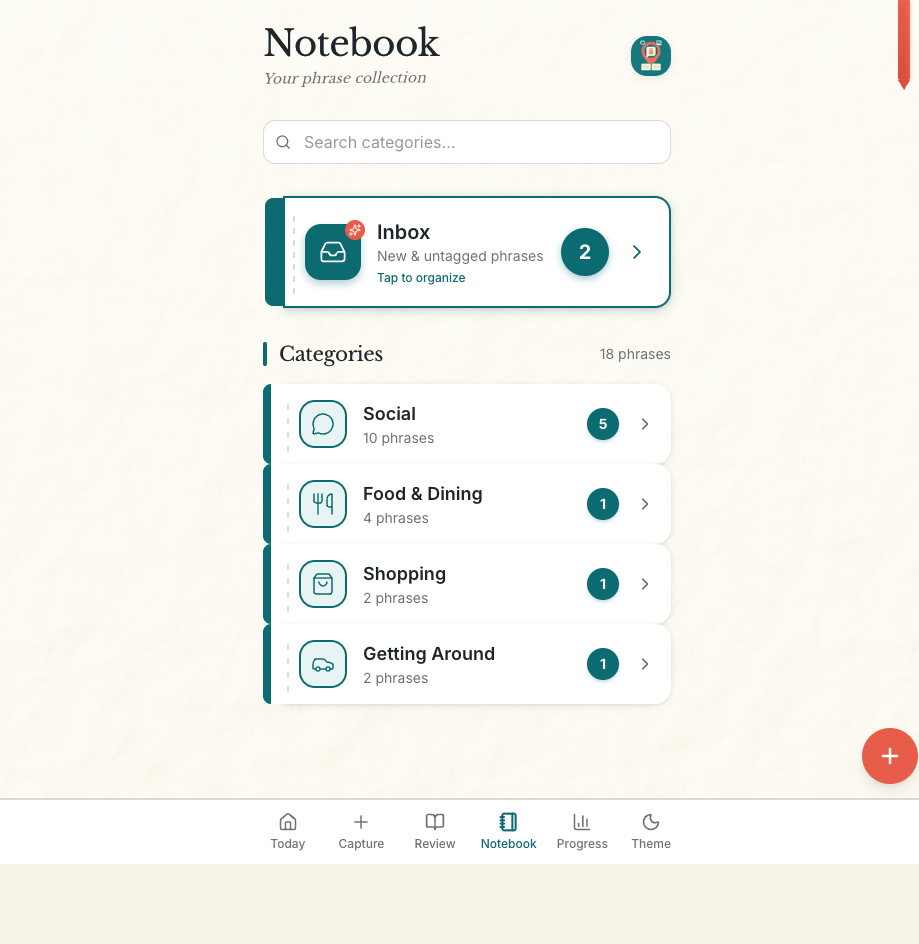 Notebook
Your phrase collection
Search categories...
Inbox
New & untagged phrases
Tap to organize
2
Categories
18 phrases
Social
10 phrases
5
Food & Dining
4 phrases
1
Shopping
2 phrases
1
Getting Around
2 phrases
1
Today
Capture
Review
Notebook
Progress
Theme